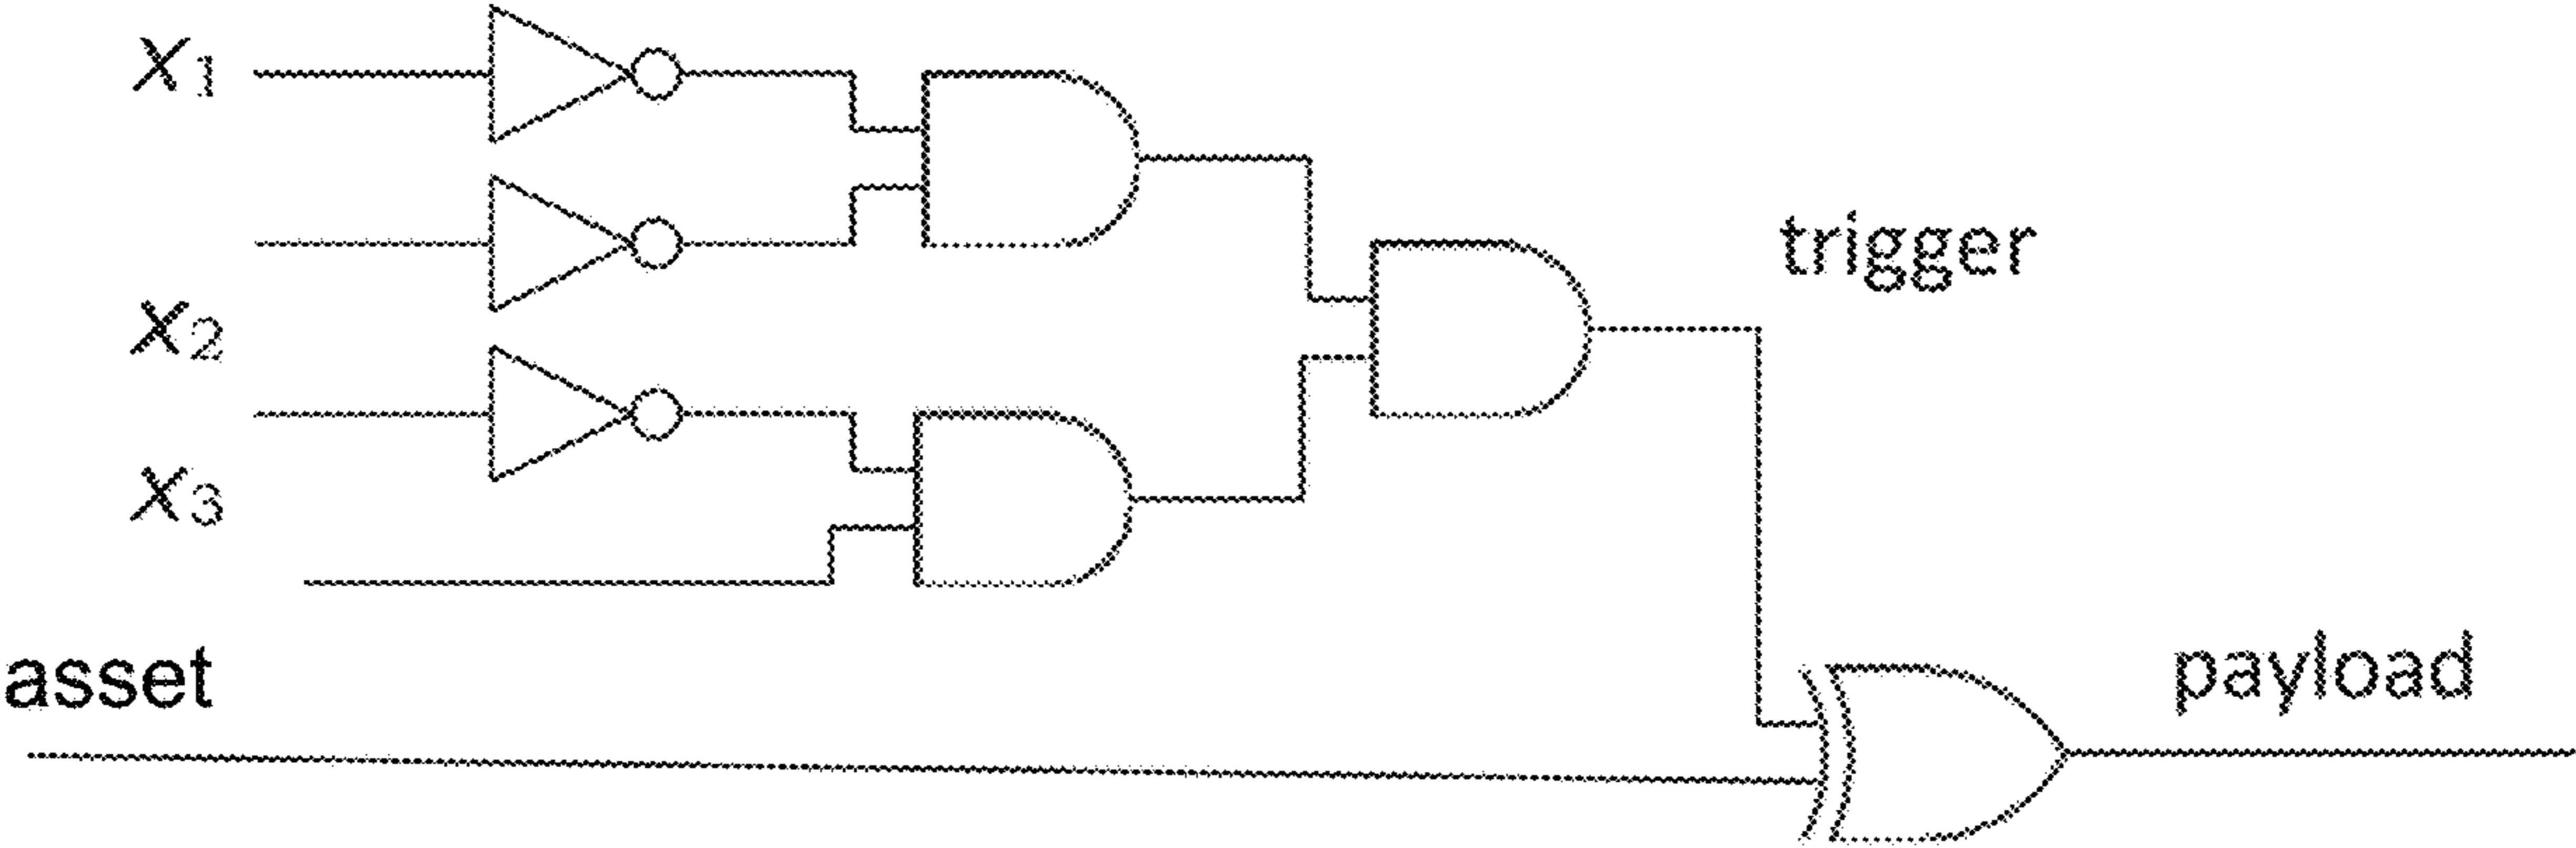 X1
trigger
X2
X3
asset
payload